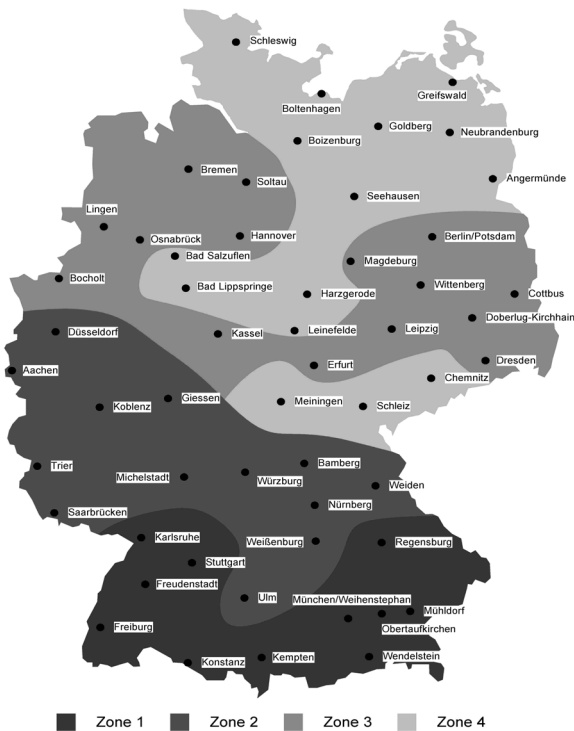 Schleswig
Greifswald
Boltenhagen
Goldberg
Neubrandenburg
Boizenburg
Bremen
Soltau
Angermünde
Seehausen
Lingen
Osnabrück
Hannover
Berlin/Potsdam
Bad Salzuflen
Magdeburg
Bocholt
Bad Lippspringe
Harzgerode
Wittenberg
Cottbus
Doberlug-Kirchhain
Düsseldorf
Kassel
Leinefelde
Leipzig
Aachen
Erfurt
Dresden
Chemnitz
Giessen
Koblenz
Meiningen
Schleiz
Trier
Bamberg
Michelstadt
Würzburg
Weiden
Nürnberg
Saarbrücken
Karlsruhe
Weißenburg
Regensburg
Stuttgart
Freudenstadt
Ulm
München/Weihenstephan
Mühldorf
Freiburg
Obertaufkirchen
Konstanz
Kempten
Wendelstein
Zone 1 Zone 2 Zone 3 Zone 4